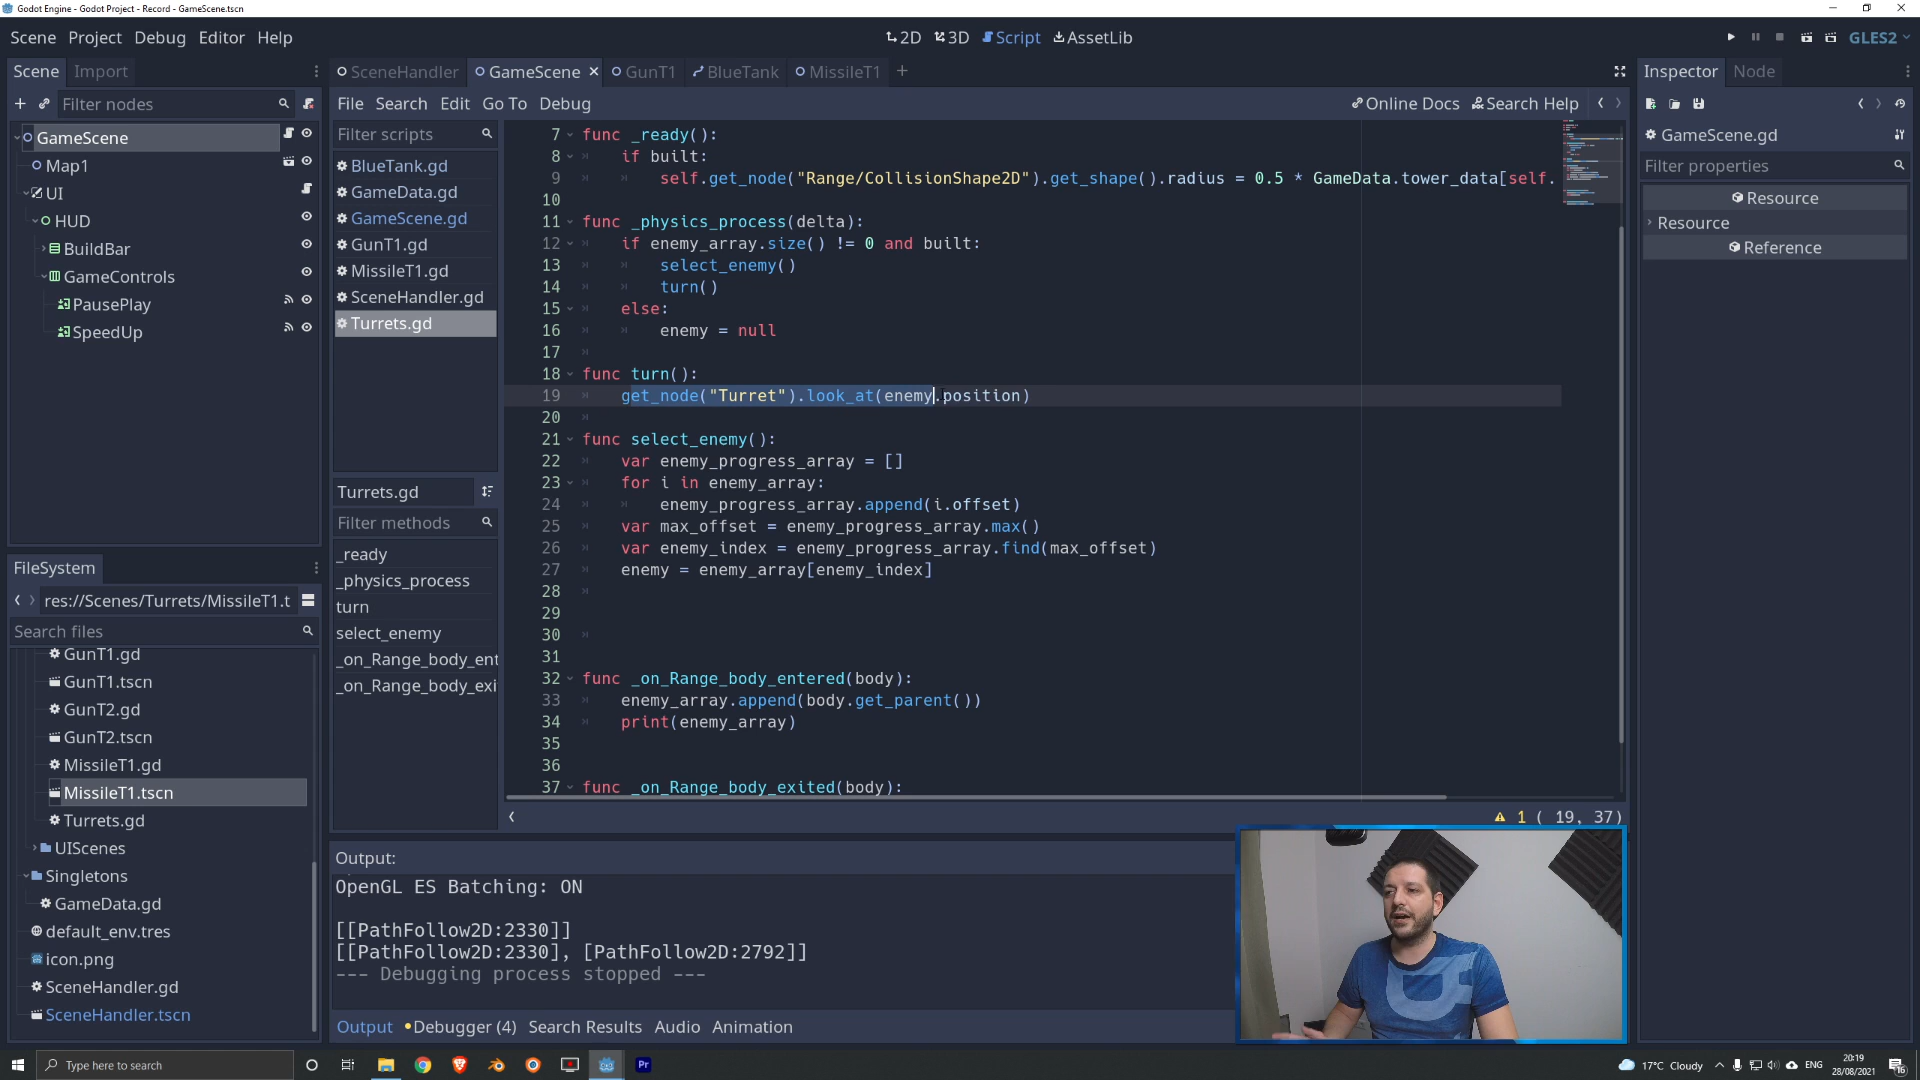 Godot Engine - Godot Project - Record - GameScene.tscn
Scene Project Debug Editor Help
2D 3D Script AssetLib
GLES2
Scene Import
SceneHandler GameScene GunT1 BlueTank MissileT1
Inspector Node
Filter nodes
File Search Edit Go To Debug
Online Docs Search Help
GameScene
Map1
UI
HUD
BuildBar
GameControls
PausePlay
SpeedUp
Filter scripts
BlueTank.gd
GameData.gd
GameScene.gd
GunT1.gd
MissileT1.gd
SceneHandler.gd
Turrets.gd
Turrets.gd
Filter methods
_ready
_physics_process
turn
select_enemy
_on_Range_body_ent
_on_Range_body_exi
7 func _ready():
8 if built:
9 self.get_node("Range/CollisionShape2D").get_shape().radius = 0.5 * GameData.tower_data[self.
10
11 func _physics_process(delta):
12 if enemy_array.size() != 0 and built:
13 select_enemy()
14 turn()
15 else:
16 enemy = null
17
18 func turn():
19 get_node("Turret").look_at(enemy.position)
20
21 func select_enemy():
22 var enemy_progress_array = []
23 for i in enemy_array:
24 enemy_progress_array.append(i.offset)
25 var max_offset = enemy_progress_array.max()
26 var enemy_index = enemy_progress_array.find(max_offset)
27 enemy = enemy_array[enemy_index]
28
29
30
31
32 func _on_Range_body_entered(body):
33 enemy_array.append(body.get_parent())
34 print(enemy_array)
35
36
37 func _on_Range_body_exited(body):
1 ( 19, 37)
GameScene.gd
Filter properties
Resource
Resource
Reference
FileSystem
res://Scenes/Turrets/MissileT1.t
Search files
GunT1.gd
GunT1.tscn
GunT2.gd
GunT2.tscn
MissileT1.gd
MissileT1.tscn
Turrets.gd
UIScenes
Singletons
GameData.gd
default_env.tres
icon.png
SceneHandler.gd
SceneHandler.tscn
Output:
OpenGL ES Batching: ON
[[PathFollow2D:2330]]
[[PathFollow2D:2330], [PathFollow2D:2792]]
--- Debugging process stopped ---
Output Debugger (4) Search Results Audio Animation
Type here to search
Pr
17°C Cloudy
ENG
20:19
28/08/2021
16